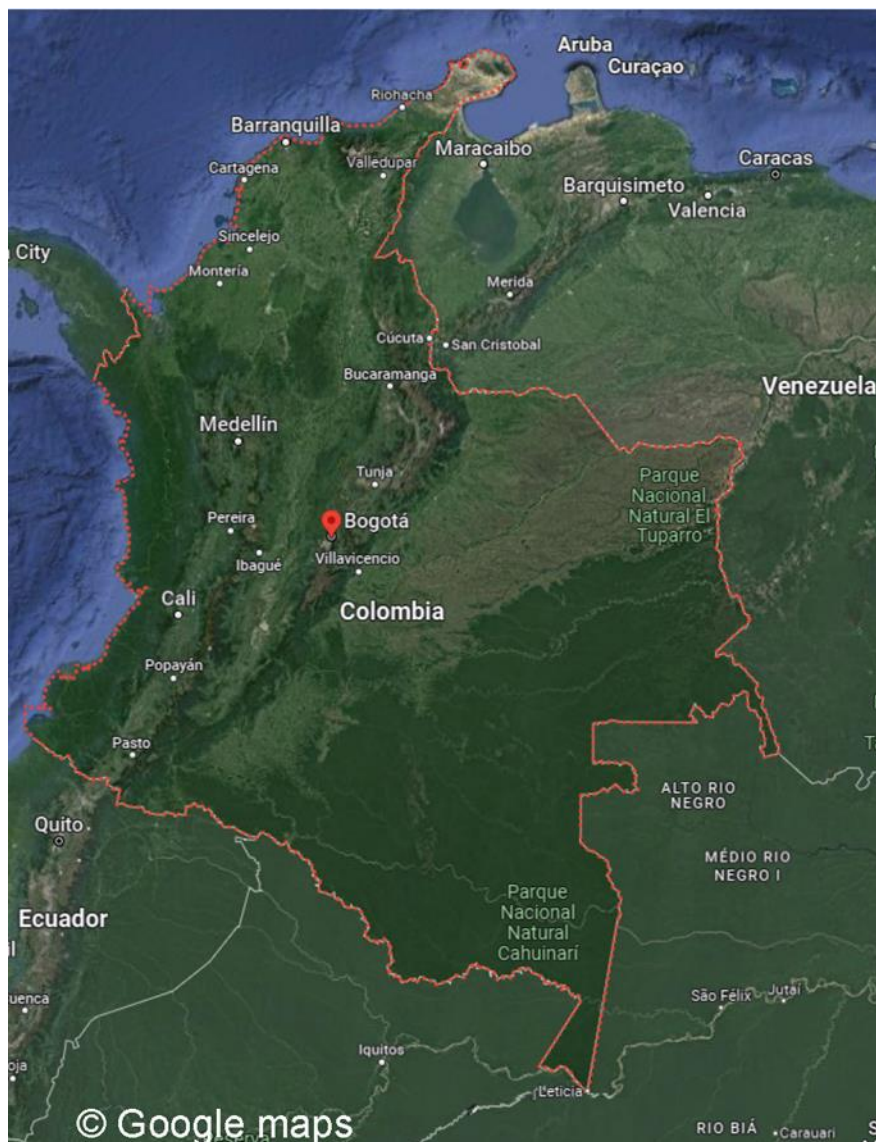 Aruba
Curaçao
Riohacha
Barranquilla
Maracaibo
Caracas
Cartagena
Valledupar
Barquisimeto
Valencia
Sincelejo
City
Montería
Merida
Cúcuta
San Cristobal
Bucaramanga
Venezuela
Medellín
Tunja
Parque
Nacional
Natural El
Tuparro
Pereira
Bogotá
Ibagué
Villavicencio
Cali
Colombia
Popayán
Pasto
ALTO RIO
NEGRO
Quito
MÉDIO RIO
NEGRO I
Parque
Nacional
Natural
Cahuinarí
Ecuador
uenca
São Félix
Jutaí
Iquitos
oja
Leticia
© Google maps
RIO BIÁ
Carauari